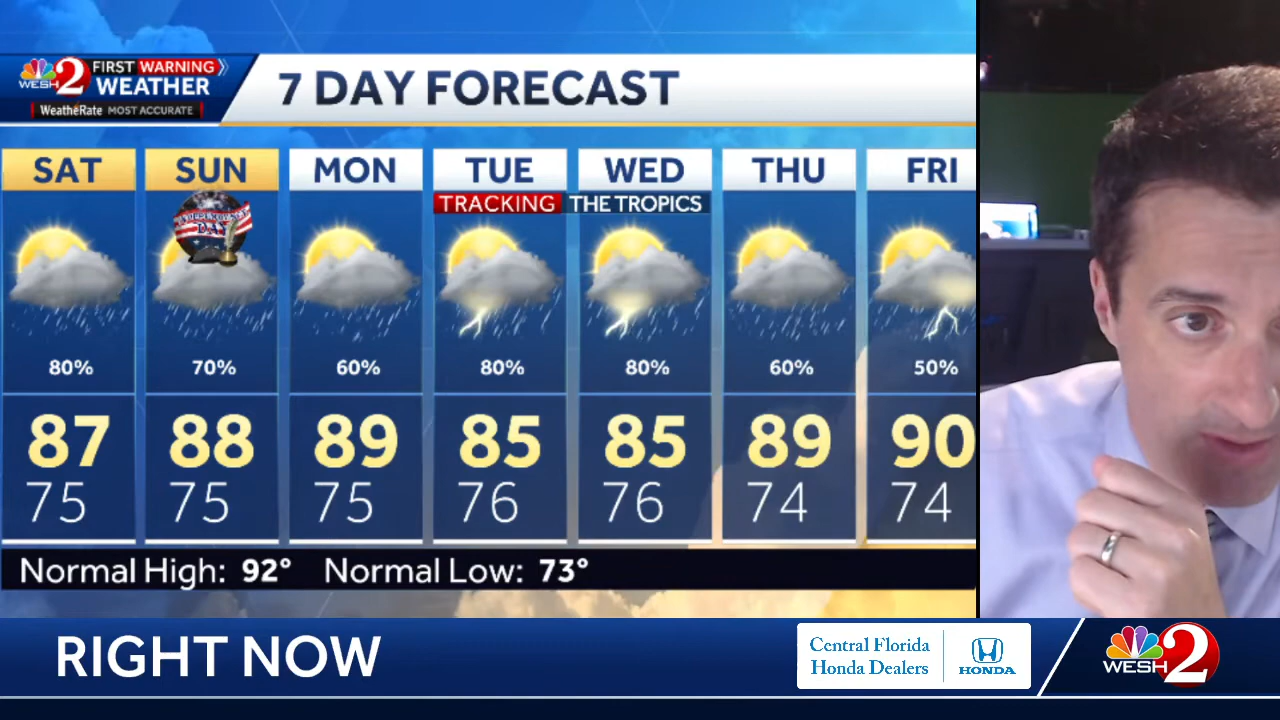 WESH 2
FIRST WARNING
WEATHER
WeatheRate MOST ACCURATE
7 DAY FORECAST
SAT SUN MON TUE WED THU FRI
TRACKING THE TROPICS
INDEPENDENCE
DAY
80% 70% 60% 80% 80% 60% 50%
87 88 89 85 85 89 90
75 75 75 76 76 74 74
Normal High: 92° Normal Low: 73°
RIGHT NOW
Central Florida
Honda Dealers
HONDA
WESH 2